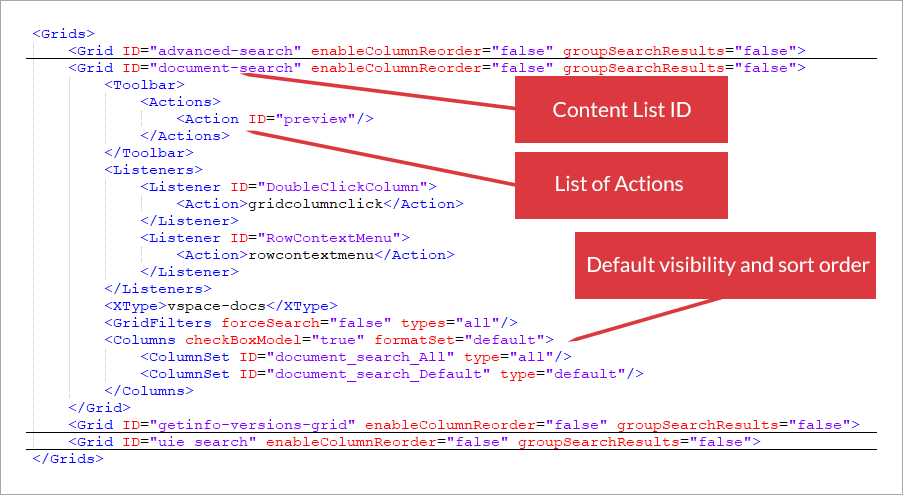 <Grids>
<Grid ID="advanced-search" enableColumnReorder="false" groupSearchResults="false">
<Grid ID="document-search" enableColumnReorder="false" groupSearchResults="false">
<Toolbar>
<Actions>
<Action ID="preview"/>
</Actions>
</Toolbar>
<Listeners>
<Listener ID="DoubleClickColumn">
<Action>gridcolumnclick</Action>
</Listener>
<Listener ID="RowContextMenu">
<Action>rowcontextmenu</Action>
</Listener>
</Listeners>
<XType>vspace-docs</XType>
<GridFilters forceSearch="false" types="all"/>
<Columns checkBoxModel="true" formatSet="default">
<ColumnSet ID="document_search_All" type="all"/>
<ColumnSet ID="document_search_Default" type="default"/>
</Columns>
</Grid>
<Grid ID="getinfo-versions-grid" enableColumnReorder="false" groupSearchResults="false">
<Grid ID="uie search" enableColumnReorder="false" groupSearchResults="false">
</Grids>
Content List ID
List of Actions
Default visibility and sort order